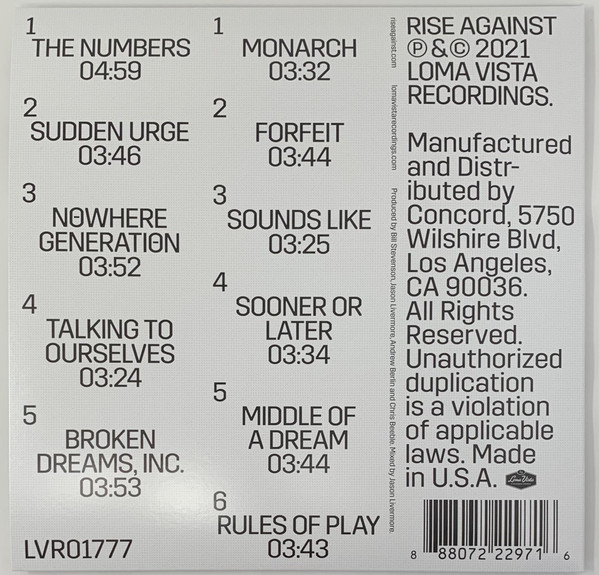 1
THE NUMBERS
04:59
2
SUDDEN URGE
03:46
3
NOWHERE
GENERATION
03:52
4
TALKING TO
OURSELVES
03:24
5
BROKEN
DREAMS, INC.
03:53
LVR01777
1
MONARCH
03:32
2
FORFEIT
03:44
3
SOUNDS LIKE
03:25
4
SOONER OR
LATER
03:34
5
MIDDLE OF
A DREAM
03:44
6
RULES OF PLAY
03:43
riseagainst.com lomavistarecordings.com Produced by Bill Stevenson, Jason Livermore, Andrew Berlin and Chris Beeble. Mixed by Jason Livermore.
RISE AGAINST
℗ & © 2021
LOMA VISTA
RECORDINGS.
Manufactured
and Distr-
ibuted by
Concord, 5750
Wilshire Blvd,
Los Angeles,
CA 90036.
All Rights
Reserved.
Unauthorized
duplication
is a violation
of applicable
laws. Made
in U.S.A.
Loma Vista
8 88072 22971 6